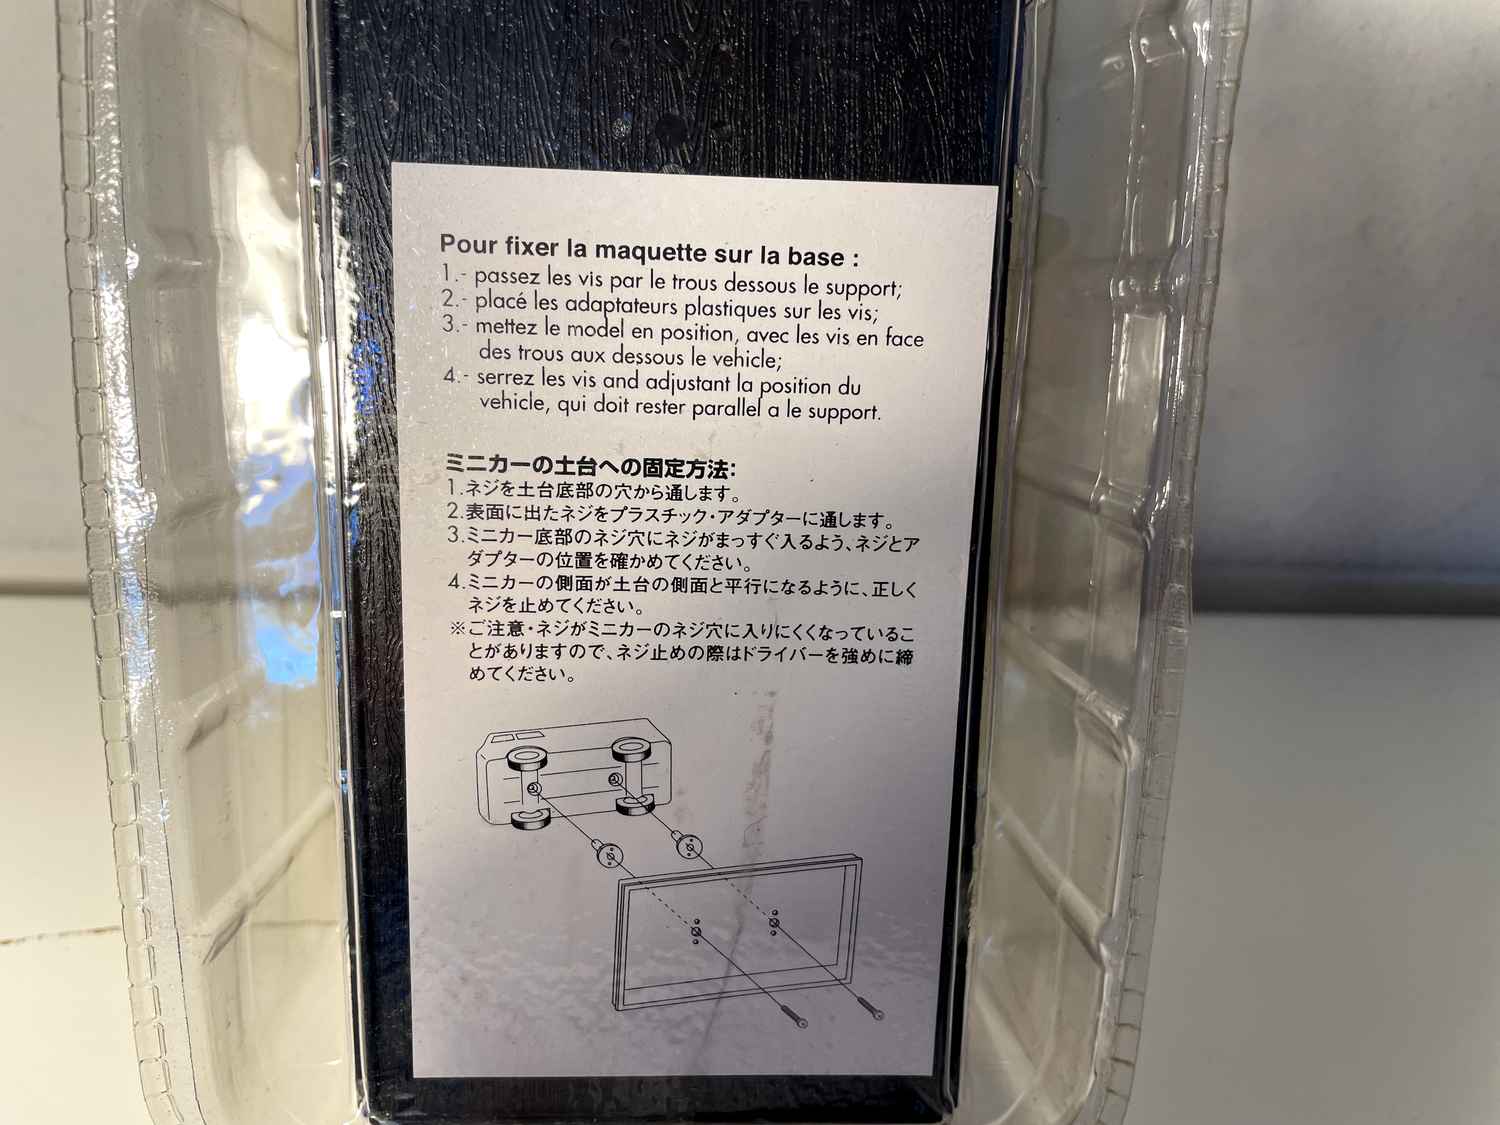 Pour fixer la maquette sur la base :
1.- passez les vis par le trous dessous le support;
2.- placé les adaptateurs plastiques sur les vis;
3.- mettez le model en position, avec les vis en face
des trous aux dessous le vehicle;
4.- serrez les vis and adjustant la position du
vehicle, qui doit rester parallel a le support.
ミニカーの土台への固定方法:
1.ネジを土台底部の穴から通します。
2.表面に出たネジをプラスチック・アダプターに通します。
3.ミニカー底部のネジ穴にネジがまっすぐ入るよう、ネジとア
ダプターの位置を確かめてください。
4.ミニカーの側面が土台の側面と平行になるように、正しく
ネジを止めてください。
※ご注意・ネジがミニカーのネジ穴に入りにくくなっているこ
とがありますので、ネジ止めの際はドライバーを強めに締
めてください。